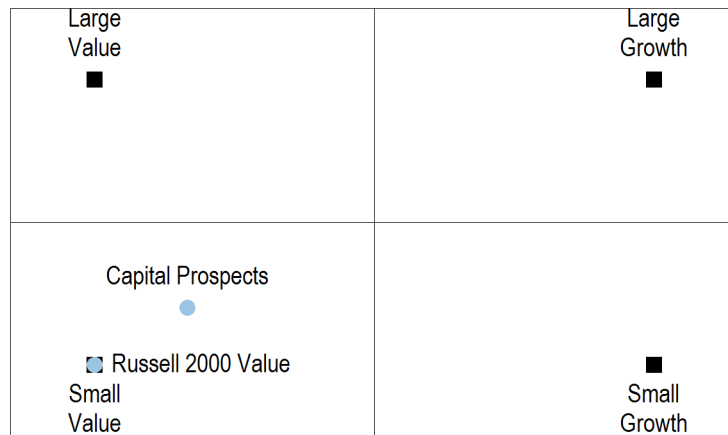 Large
Value
Large
Growth
Capital Prospects
Russell 2000 Value
Small
Value
Small
Growth